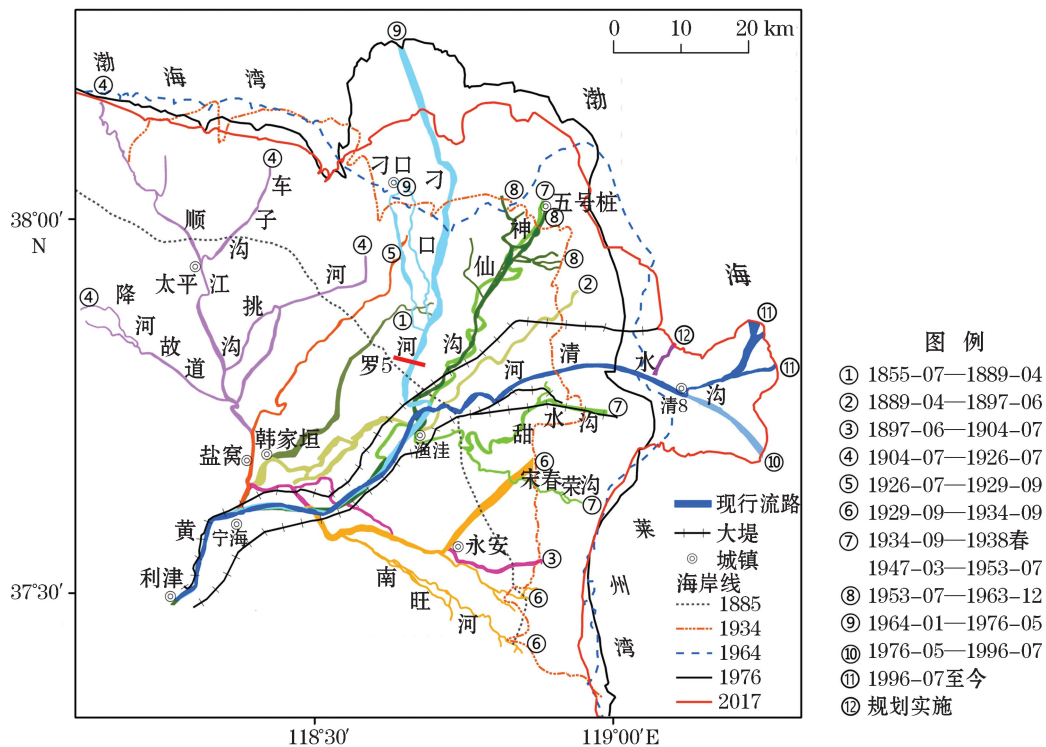 0 10 20 km
渤海湾
渤
海
莱州湾
38°00′
N
37°30′
118°30′
119°00′E
④
⑨
④
刁口
⑨
刁口河
⑧
⑦
五号桩
⑧
⑧
神仙沟
②
车子沟
顺江沟
太平
④
⑤
挑河
④
降河故道
①
罗5
⑫
⑪
⑪
清水沟
河
清8
⑩
⑦
甜水沟
渔洼
韩家垣
盐窝
⑥
宋春荣沟
⑦
黄
宁海
利津
永安
③
南旺河
⑥
⑥
图 例
① 1855-07—1889-04
② 1889-04—1897-06
③ 1897-06—1904-07
④ 1904-07—1926-07
⑤ 1926-07—1929-09
⑥ 1929-09—1934-09
⑦ 1934-09—1938春
1947-03—1953-07
⑧ 1953-07—1963-12
⑨ 1964-01—1976-05
⑩ 1976-05—1996-07
⑪ 1996-07至今
⑫ 规划实施
现行流路
大堤
城镇
海岸线
1885
1934
1964
1976
2017